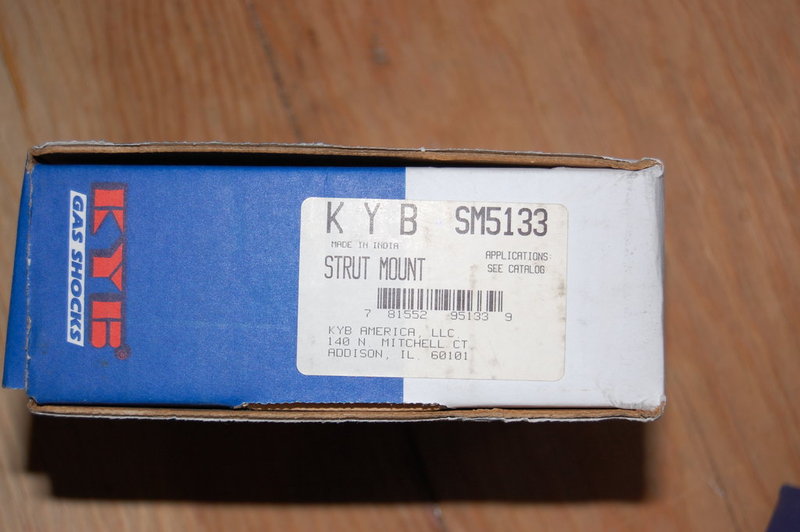 KYB®
GAS SHOCKS
K Y B SM5133
MADE IN INDIA
APPLICATIONS
STRUT MOUNT
SEE CATALOG
7 81552 95133 9
KYB AMERICA, LLC
140 N. MITCHELL CT.
ADDISON, IL. 60101